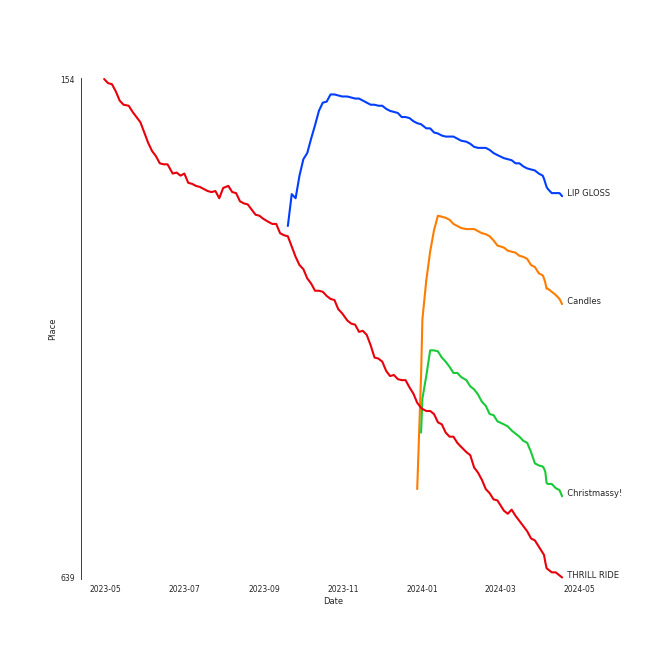 154
LIP GLOSS
Candles
Place
Christmassy!
THRILL RIDE
639
2023-05 2023-07 2023-09 2023-11 2024-01 2024-03 2024-05
Date